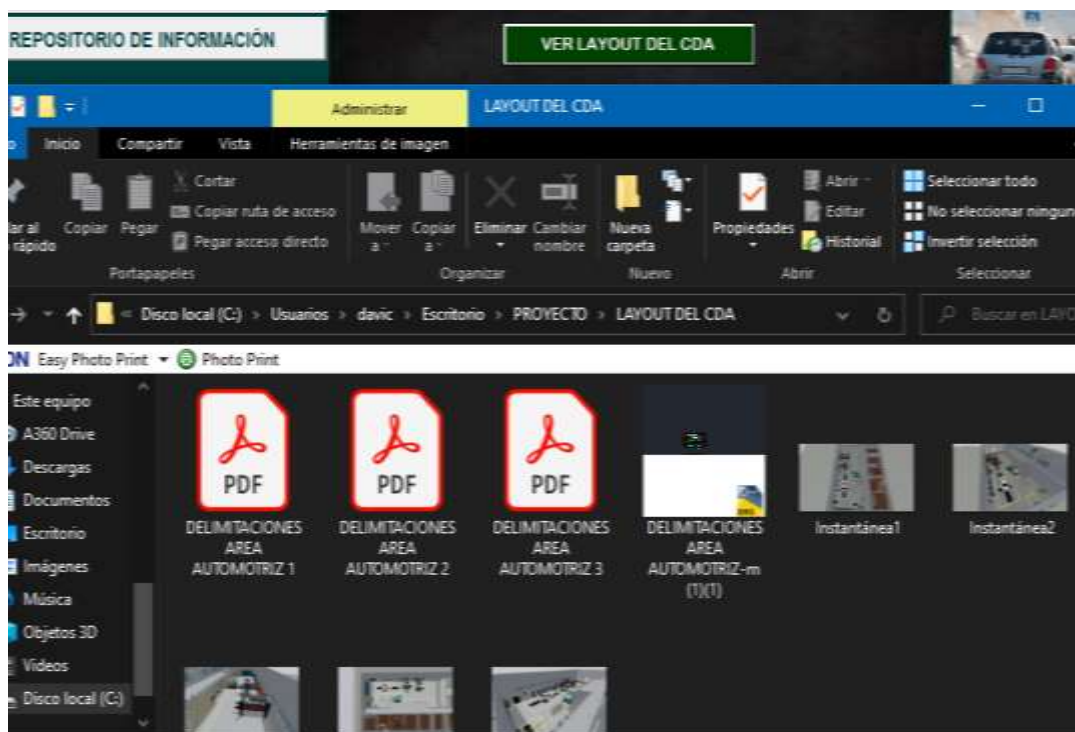 REPOSITORIO DE INFORMACIÓN
VER LAYOUT DEL CDA
Administrar
LAYOUT DEL CDA
Inicio Compartir Vista Herramientas de imagen
Copiar
Pegar
Cortar
Copiar ruta de acceso
Pegar acceso directo
Portapapeles
Mover a
Copiar a
Eliminar
Cambiar nombre
Organizar
Nueva carpeta
Nuevo
Propiedades
Abrir
Editar
Historial
Abrir
Seleccionar todo
No seleccionar ningun
Invertir selección
Seleccionar
Disco local (C:) > Usuarios > davic > Escritorio > PROYECTO > LAYOUT DEL CDA
Buscar en LAYO
ON Easy Photo Print Photo Print
Este equipo
A360 Drive
Descargas
Documentos
Escritorio
Imágenes
Música
Objetos 3D
Videos
Disco local (C:)
PDF
DELIMITACIONES
AREA
AUTOMOTRIZ 1
PDF
DELIMITACIONES
AREA
AUTOMOTRIZ 2
PDF
DELIMITACIONES
AREA
AUTOMOTRIZ 3
DELIMITACIONES
AREA
AUTOMOTRIZ-m
(1)(1)
Instantánea1
Instantánea2